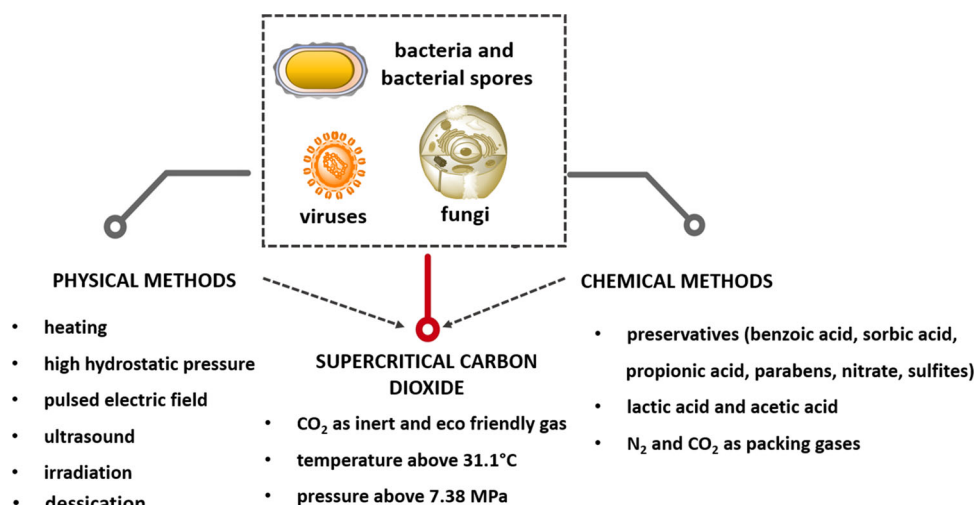 bacteria and
bacterial spores
viruses
fungi
PHYSICAL METHODS
• heating
• high hydrostatic pressure
• pulsed electric field
• ultrasound
• irradiation
• dessication
SUPERCRITICAL CARBON
DIOXIDE
• CO₂ as inert and eco friendly gas
• temperature above 31.1°C
• pressure above 7.38 MPa
CHEMICAL METHODS
• preservatives (benzoic acid, sorbic acid,
propionic acid, parabens, nitrate, sulfites)
• lactic acid and acetic acid
• N₂ and CO₂ as packing gases